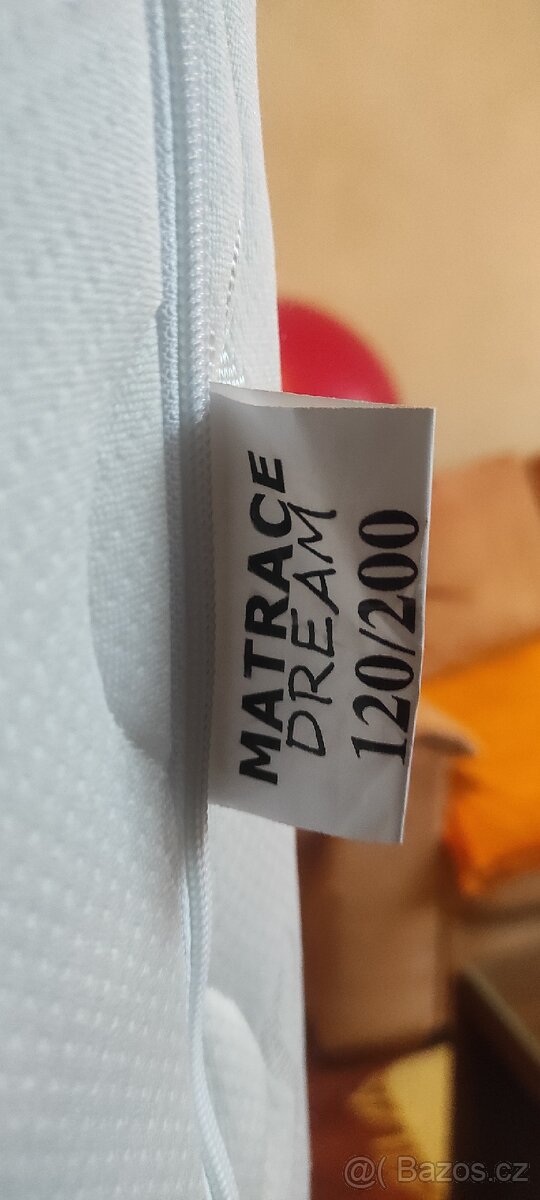 MATRACE
DREAM
120/200
@( Bazos.cz